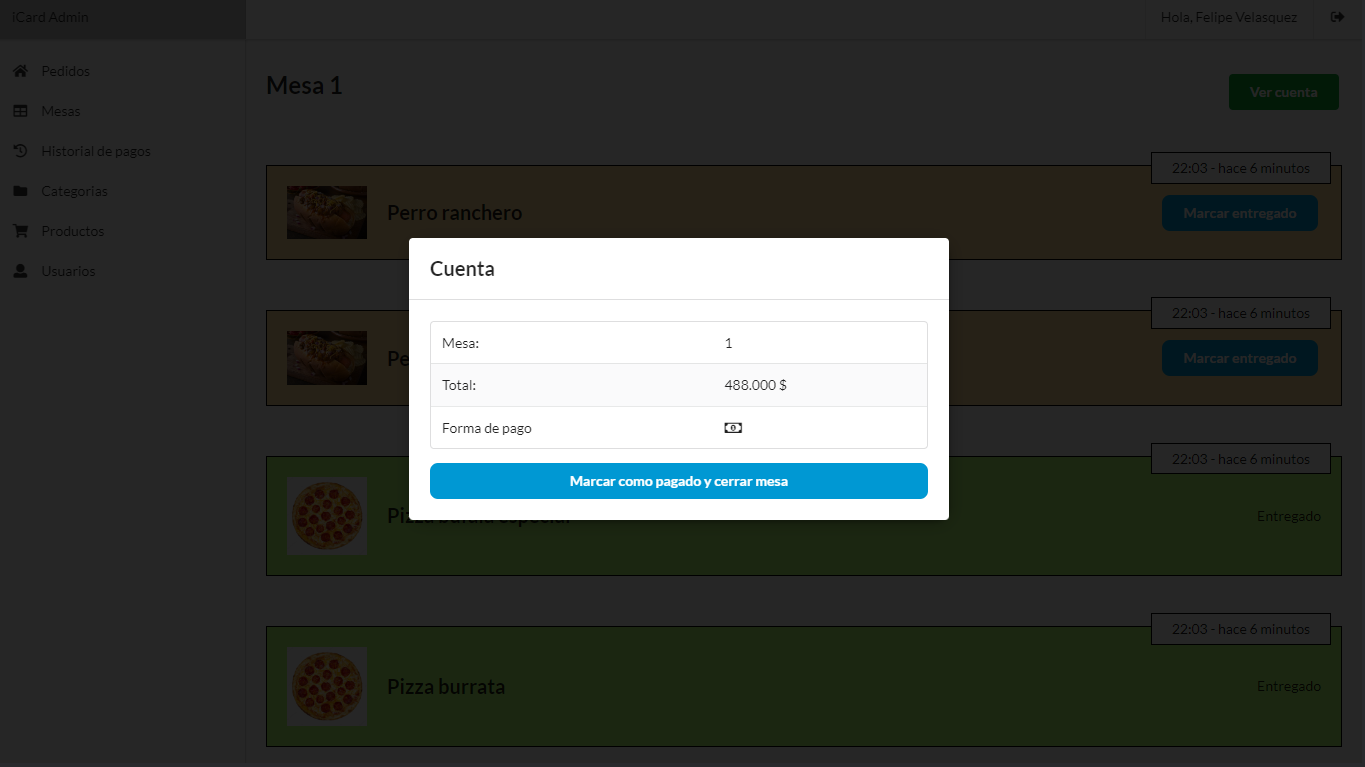 iCard Admin
Hola, Felipe Velasquez
Pedidos
Mesas
Historial de pagos
Categorias
Productos
Usuarios
Mesa 1
Ver cuenta
22:03 - hace 6 minutos
Perro ranchero
Marcar entregado
22:03 - hace 6 minutos
Pe
Marcar entregado
Cuenta
Mesa: 1
Total: 488.000 $
Forma de pago
Marcar como pagado y cerrar mesa
22:03 - hace 6 minutos
Entregado
22:03 - hace 6 minutos
Pizza burrata
Entregado